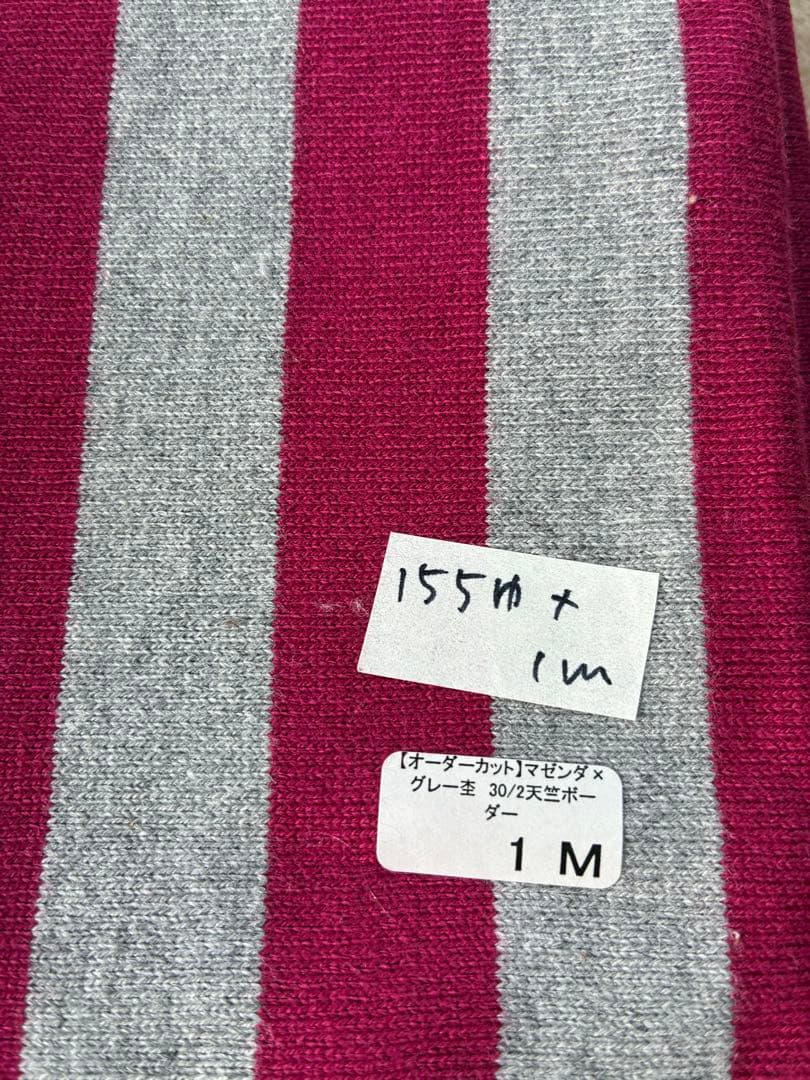 155巾×
1m
【オーダーカット】マゼンダ×
グレー杢 30/2天竺ボー
ダー
1 M